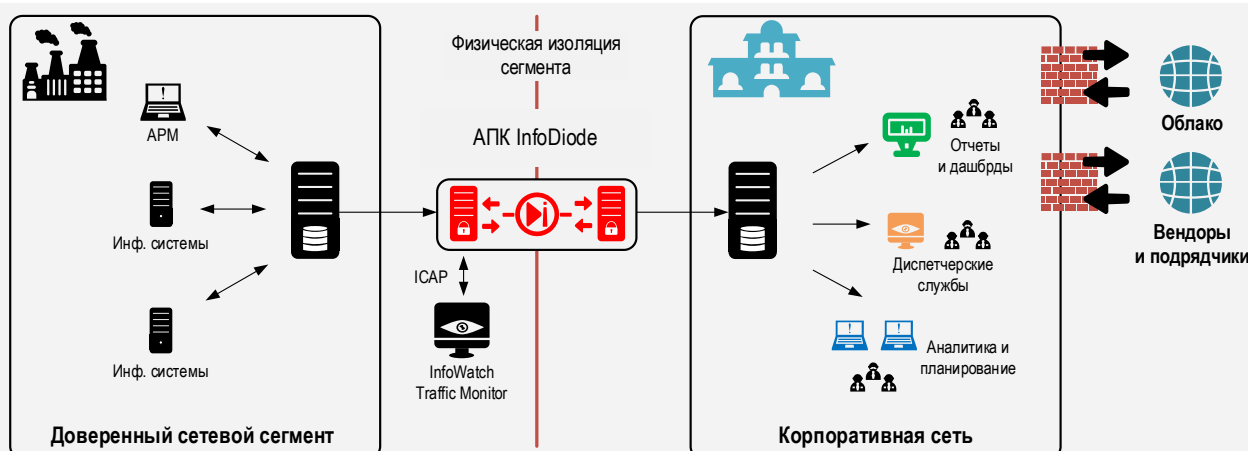 Физическая изоляция
сегмента
АРМ
АПК InfoDiode
Облако
Отчеты
и дашбрды
Инф. системы
Вендоры
и подрядчики
Диспетчерские
службы
ICAP
Инф. системы
InfoWatch
Traffic Monitor
Аналитика и
планирование
Доверенный сетевой сегмент
Корпоративная сеть